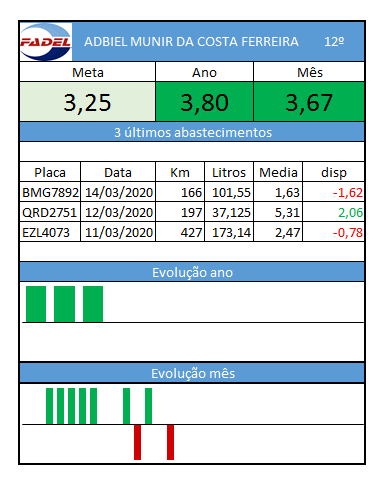 FADEL ADBIEL MUNIR DA COSTA FERREIRA 12º
Meta Ano Mês
3,25 3,80 3,67
3 últimos abastecimentos
Placa Data Km Litros Media disp
BMG7892 14/03/2020 166 101,55 1,63 -1,62
QRD2751 12/03/2020 197 37,125 5,31 2,06
EZL4073 11/03/2020 427 173,14 2,47 -0,78
Evolução ano
Evolução mês